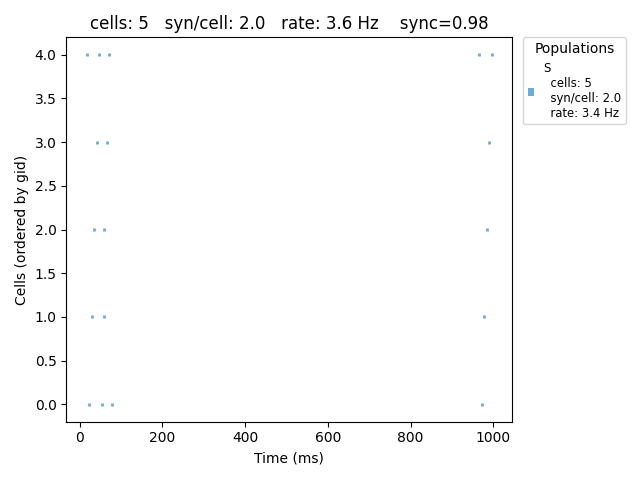 cells: 5   syn/cell: 2.0   rate: 3.6 Hz    sync=0.98
Populations
S
cells: 5
syn/cell: 2.0
rate: 3.4 Hz
Cells (ordered by gid)
4.0
3.5
3.0
2.5
2.0
1.5
1.0
0.5
0.0
0 200 400 600 800 1000
Time (ms)